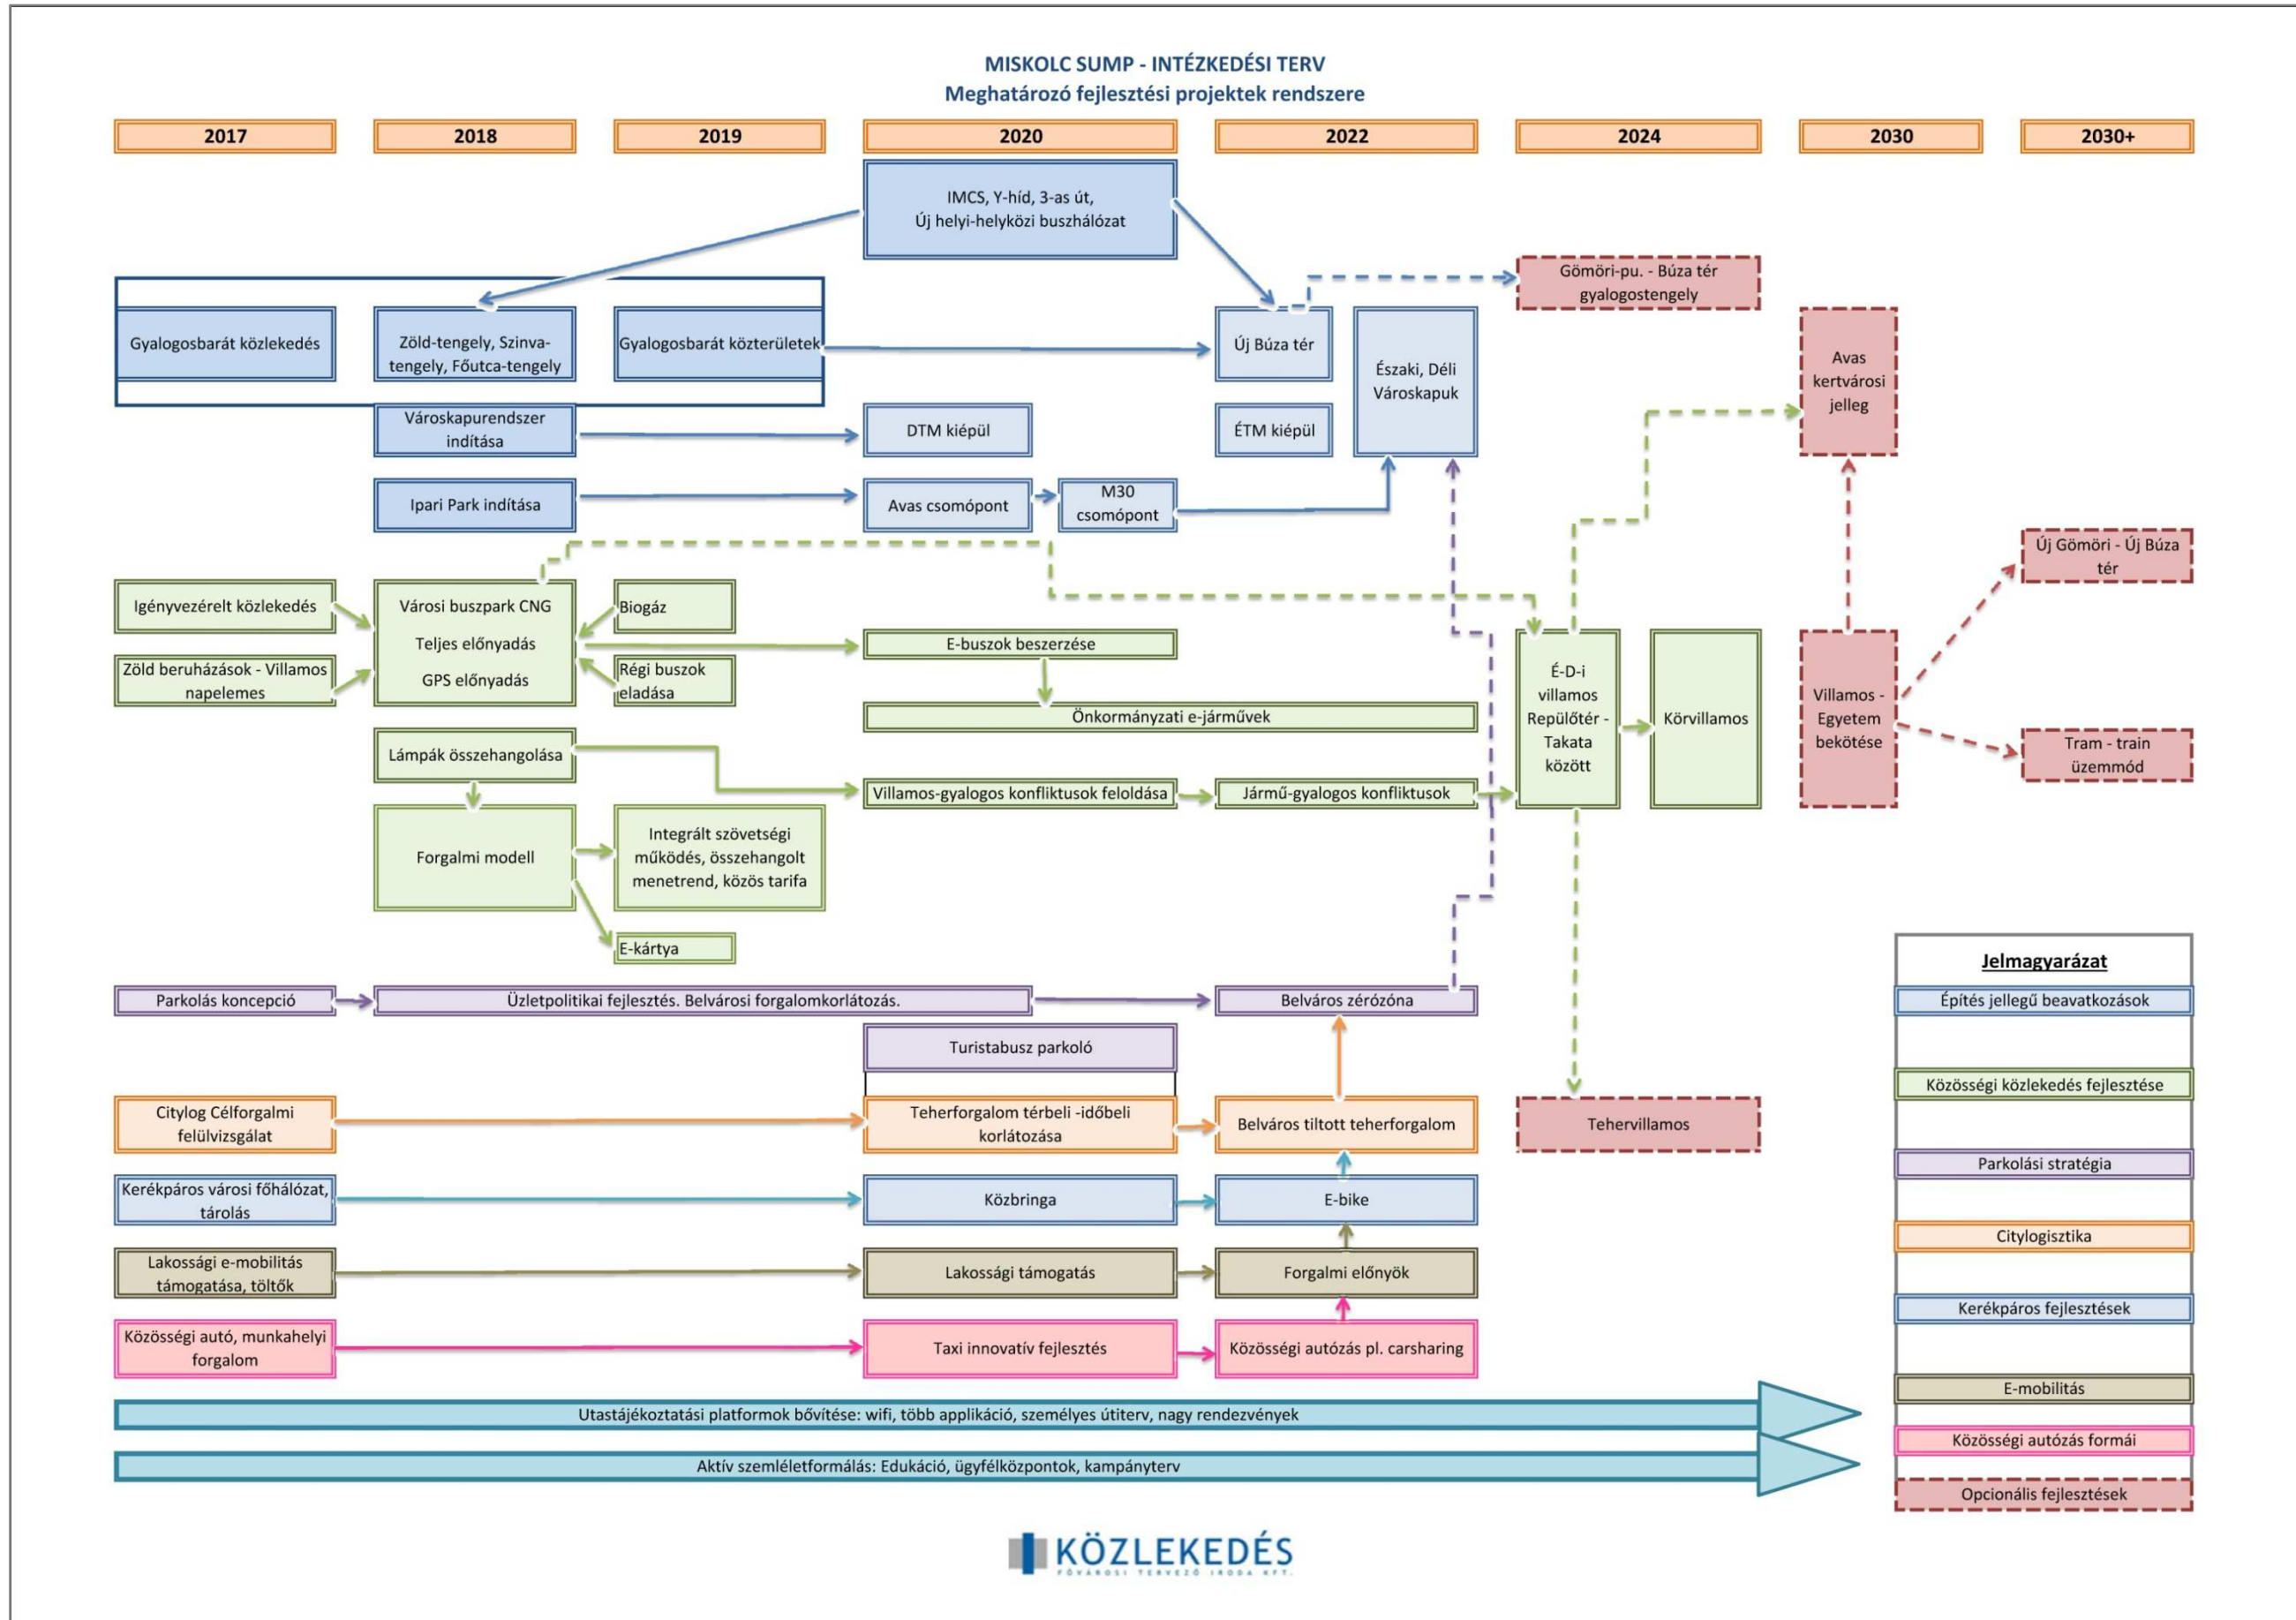 MISKOLC SUMP - INTÉZKEDÉSI TERV
Meghatározó fejlesztési projektek rendszere
2017
2018
2019
2020
2022
2024
2030
2030+
IMCS, Y-híd, 3-as út,
Új helyi-helyközi buszhálózat
Gömöri-pu. - Búza tér
gyalogostengely
Gyalogosbarát közlekedés
Zöld-tengely, Szinva-
tengely, Főutca-tengely
Gyalogosbarát közterületek
Új Búza tér
Északi, Déli
Városkapuk
Avas
kertvárosi
jelleg
Városkapurendszer
indítása
DTM kiépül
ÉTM kiépül
Ipari Park indítása
Avas csomópont
M30
csomópont
Új Gömöri - Új Búza
tér
Igényvezérelt közlekedés
Városi buszpark CNG
Teljes előnyadás
GPS előnyadás
Biogáz
Zöld beruházások - Villamos
napelemes
Régi buszok
eladása
E-buszok beszerzése
Önkormányzati e-járművek
É-D-i
villamos
Repülőtér -
Takata
között
Körvillamos
Villamos -
Egyetem
bekötése
Tram - train
üzemmód
Lámpák összehangolása
Villamos-gyalogos konfliktusok feloldása
Jármű-gyalogos konfliktusok
Forgalmi modell
Integrált szövetségi
működés, összehangolt
menetrend, közös tarifa
E-kártya
Parkolás koncepció
Üzletpolitikai fejlesztés. Belvárosi forgalomkorlátozás.
Belváros zérózóna
Turistabusz parkoló
Citylog Célforgalmi
felülvizsgálat
Teherforgalom térbeli -időbeli
korlátozása
Belváros tiltott teherforgalom
Tehervillamos
Kerékpáros városi főhálózat,
tárolás
Közbringa
E-bike
Lakossági e-mobilitás
támogatása, töltők
Lakossági támogatás
Forgalmi előnyök
Közösségi autó, munkahelyi
forgalom
Taxi innovatív fejlesztés
Közösségi autózás pl. carsharing
Utastájékoztatási platformok bővítése: wifi, több applikáció, személyes útiterv, nagy rendezvények
Aktív szemléletformálás: Edukáció, ügyfélközpontok, kampányterv
Jelmagyarázat
Építés jellegű beavatkozások
Közösségi közlekedés fejlesztése
Parkolási stratégia
Citylogisztika
Kerékpáros fejlesztések
E-mobilitás
Közösségi autózás formái
Opcionális fejlesztések
KÖZLEKEDÉS
FŐVÁROSI TERVEZŐ IRODA KFT.